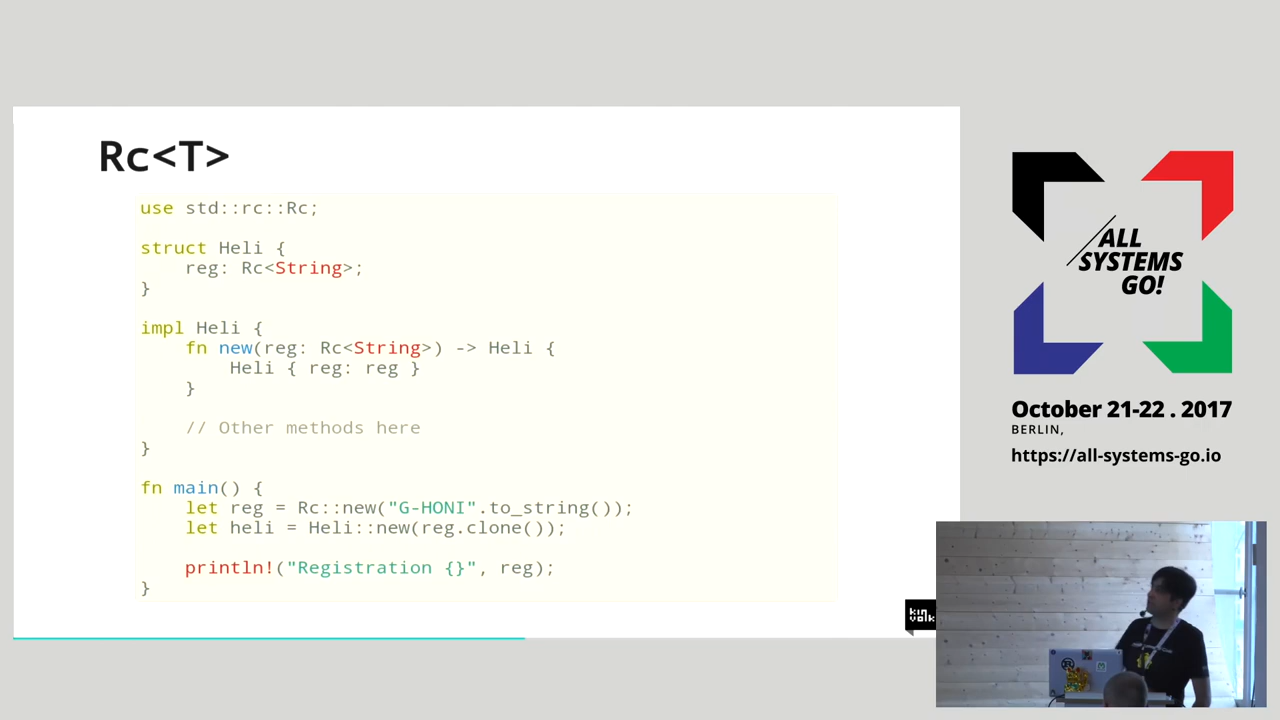 Rc<T>
use std::rc::Rc;
struct Heli {
    reg: Rc<String>;
}
impl Heli {
    fn new(reg: Rc<String>) -> Heli {
        Heli { reg: reg }
    }
    // Other methods here
}
fn main() {
    let reg = Rc::new("G-HONI".to_string());
    let heli = Heli::new(reg.clone());
    println!("Registration {}", reg);
}
kin
volk
ALL
SYSTEMS
GO!
October 21-22 . 2017
BERLIN,
https://all-systems-go.io